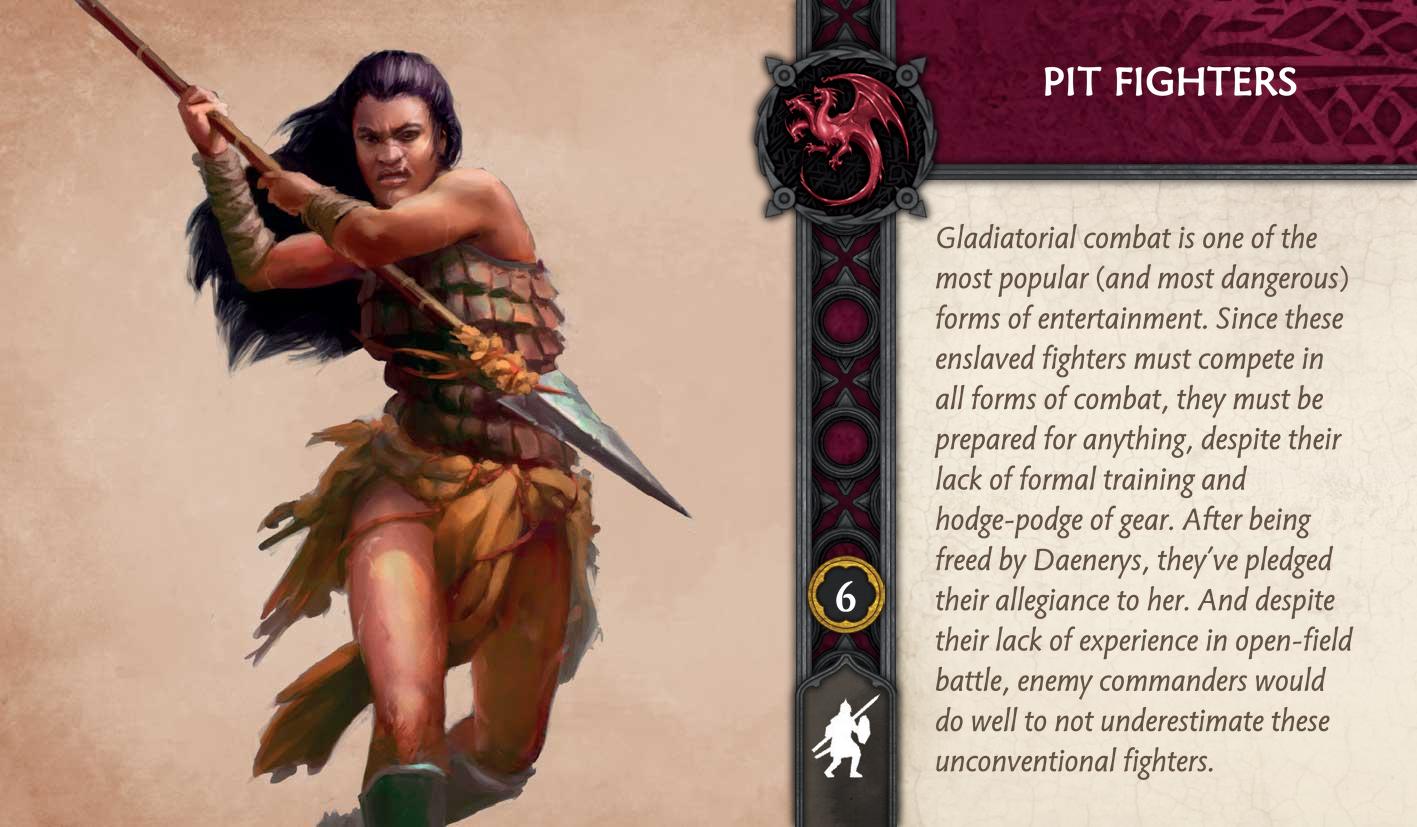 PIT FIGHTERS
Gladiatorial combat is one of the
most popular (and most dangerous)
forms of entertainment. Since these
enslaved fighters must compete in
all forms of combat, they must be
prepared for anything, despite their
lack of formal training and
hodge-podge of gear. After being
freed by Daenerys, they've pledged
their allegiance to her. And despite
their lack of experience in open-field
battle, enemy commanders would
do well to not underestimate these
unconventional fighters.
6